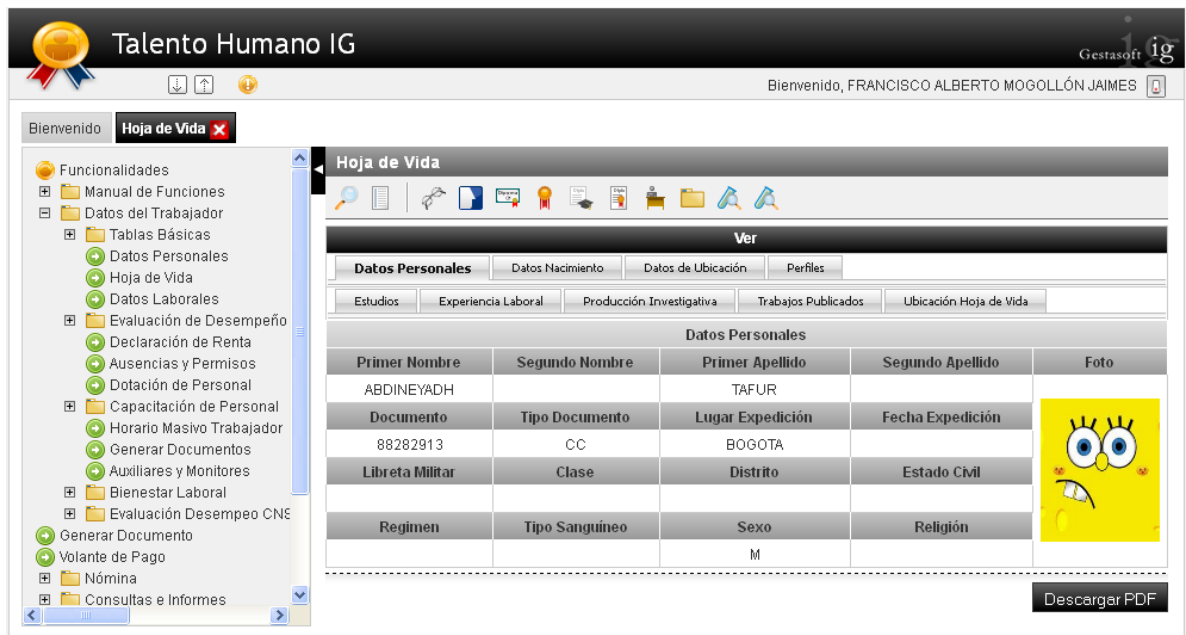 Talento Humano IG
Gestasoft ig
Bienvenido, FRANCISCO ALBERTO MOGOLLÓN JAIMES
Bienvenido
Hoja de Vida
Funcionalidades
Manual de Funciones
Datos del Trabajador
Tablas Básicas
Datos Personales
Hoja de Vida
Datos Laborales
Evaluación de Desempeño
Declaración de Renta
Ausencias y Permisos
Dotación de Personal
Capacitación de Personal
Horario Masivo Trabajador
Generar Documentos
Auxiliares y Monitores
Bienestar Laboral
Evaluación Desempeo CNS
Generar Documento
Volante de Pago
Nómina
Consultas e Informes
Hoja de Vida
Ver
Datos Personales Datos Nacimiento Datos de Ubicación Perfiles
Estudios Experiencia Laboral Producción Investigativa Trabajos Publicados Ubicación Hoja de Vida
Datos Personales
Primer Nombre Segundo Nombre Primer Apellido Segundo Apellido Foto
ABDINEYADH TAFUR
Documento Tipo Documento Lugar Expedición Fecha Expedición
88282913 CC BOGOTA
Libreta Militar Clase Distrito Estado Civil
Regimen Tipo Sanguíneo Sexo Religión
M
Descargar PDF